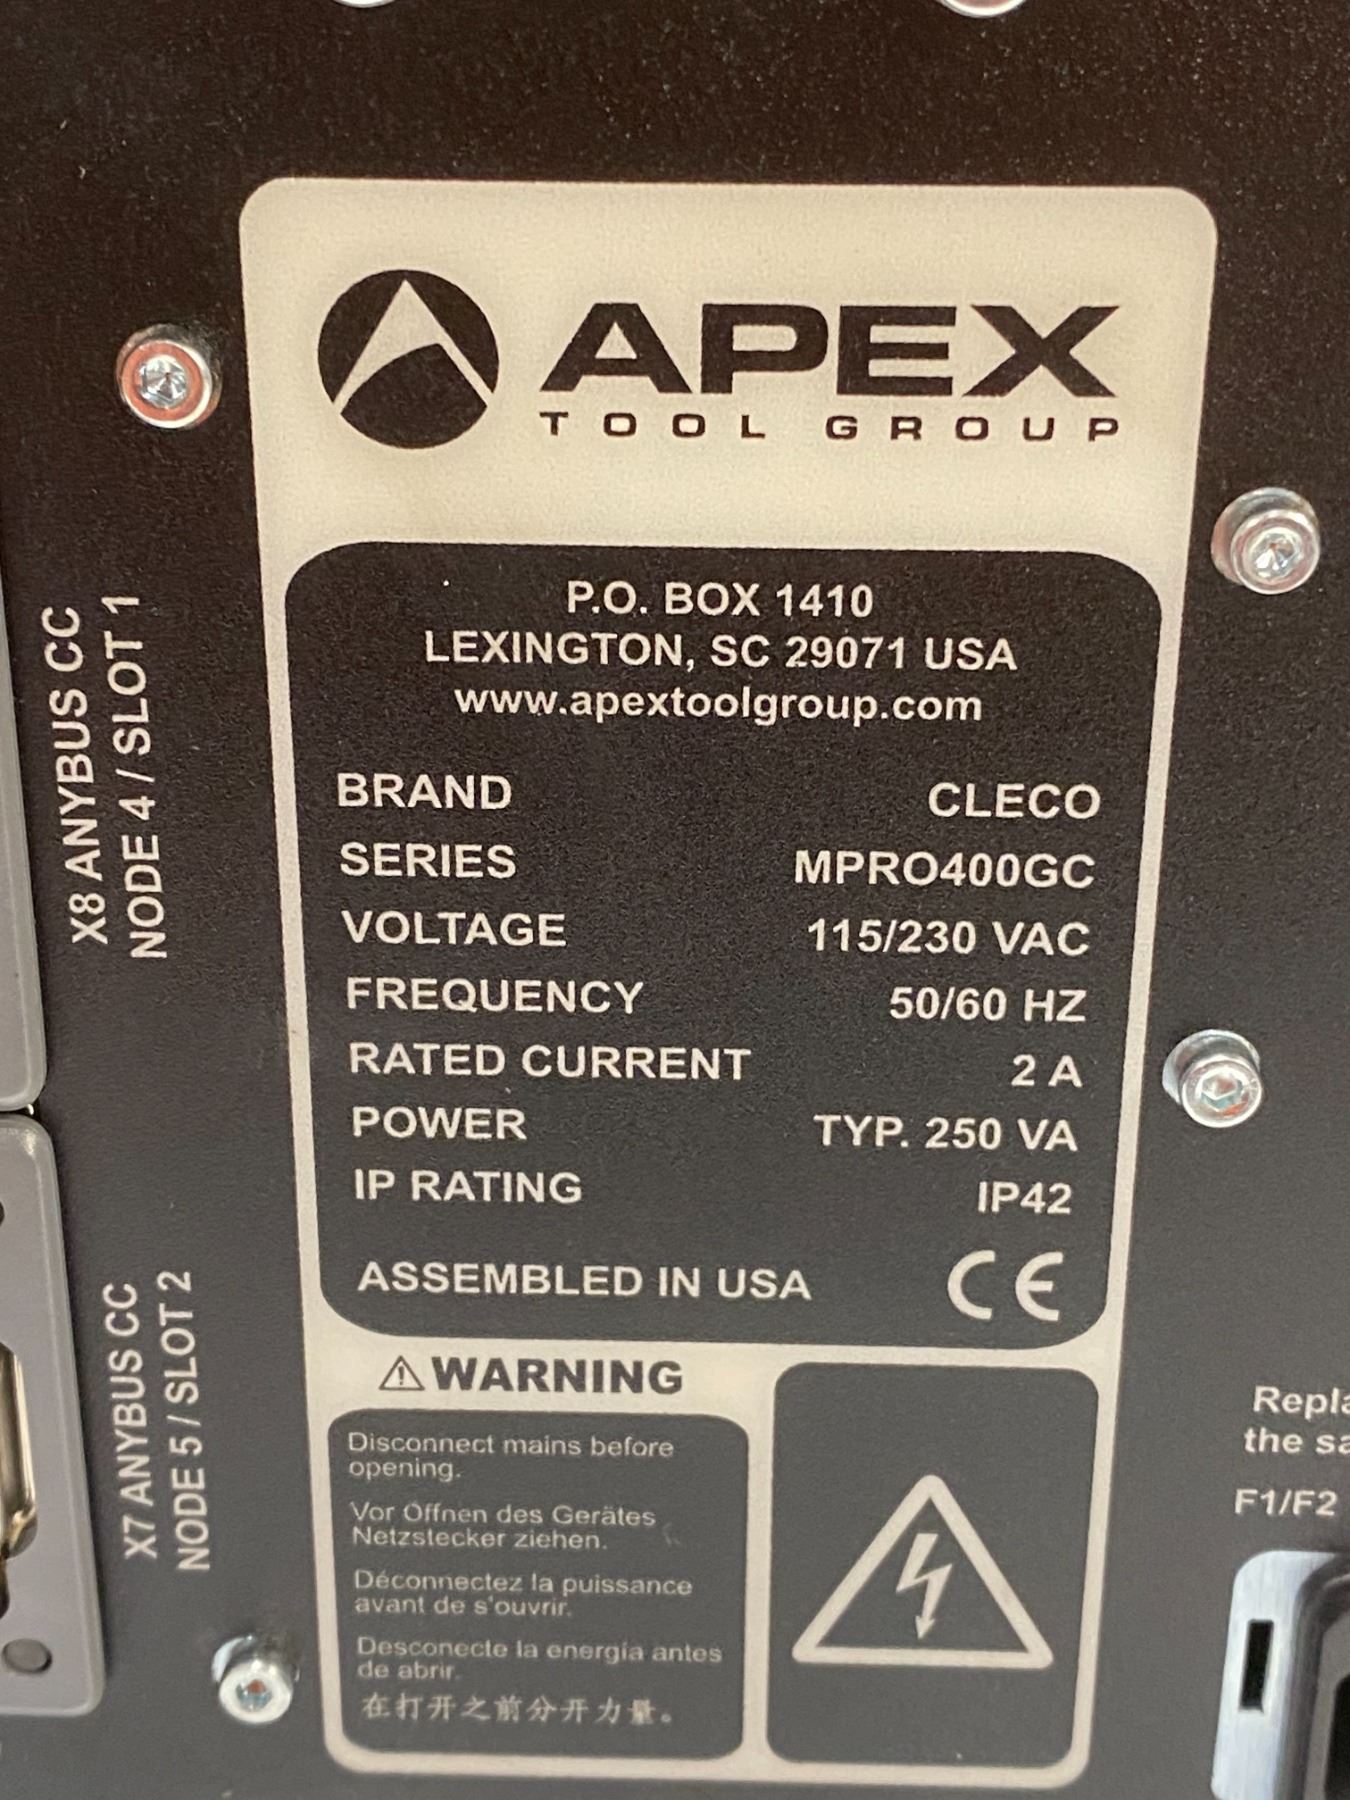 APEX
TOOL GROUP
P.O. BOX 1410
LEXINGTON, SC 29071 USA
www.apextoolgroup.com
BRAND CLECO
SERIES MPRO400GC
VOLTAGE 115/230 VAC
FREQUENCY 50/60 HZ
RATED CURRENT 2 A
POWER TYP. 250 VA
IP RATING IP42
ASSEMBLED IN USA CE
WARNING
Disconnect mains before
opening.
Vor Öffnen des Gerätes
Netzstecker ziehen.
Déconnectez la puissance
avant de s'ouvrir.
Desconecte la energía antes
de abrir.
在打开之前分开力量。
X8 ANYBUS CC
NODE 4 / SLOT 1
X7 ANYBUS CC
NODE 5 / SLOT 2
the
F1/F2